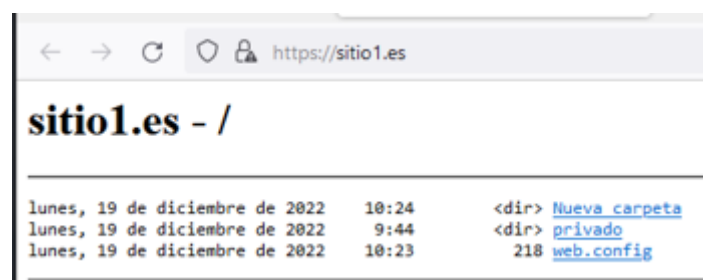 https://sitio1.es
sitio1.es - /
lunes, 19 de diciembre de 2022 10:24 <dir> Nueva carpeta
lunes, 19 de diciembre de 2022 9:44 <dir> privado
lunes, 19 de diciembre de 2022 10:23 218 web.config